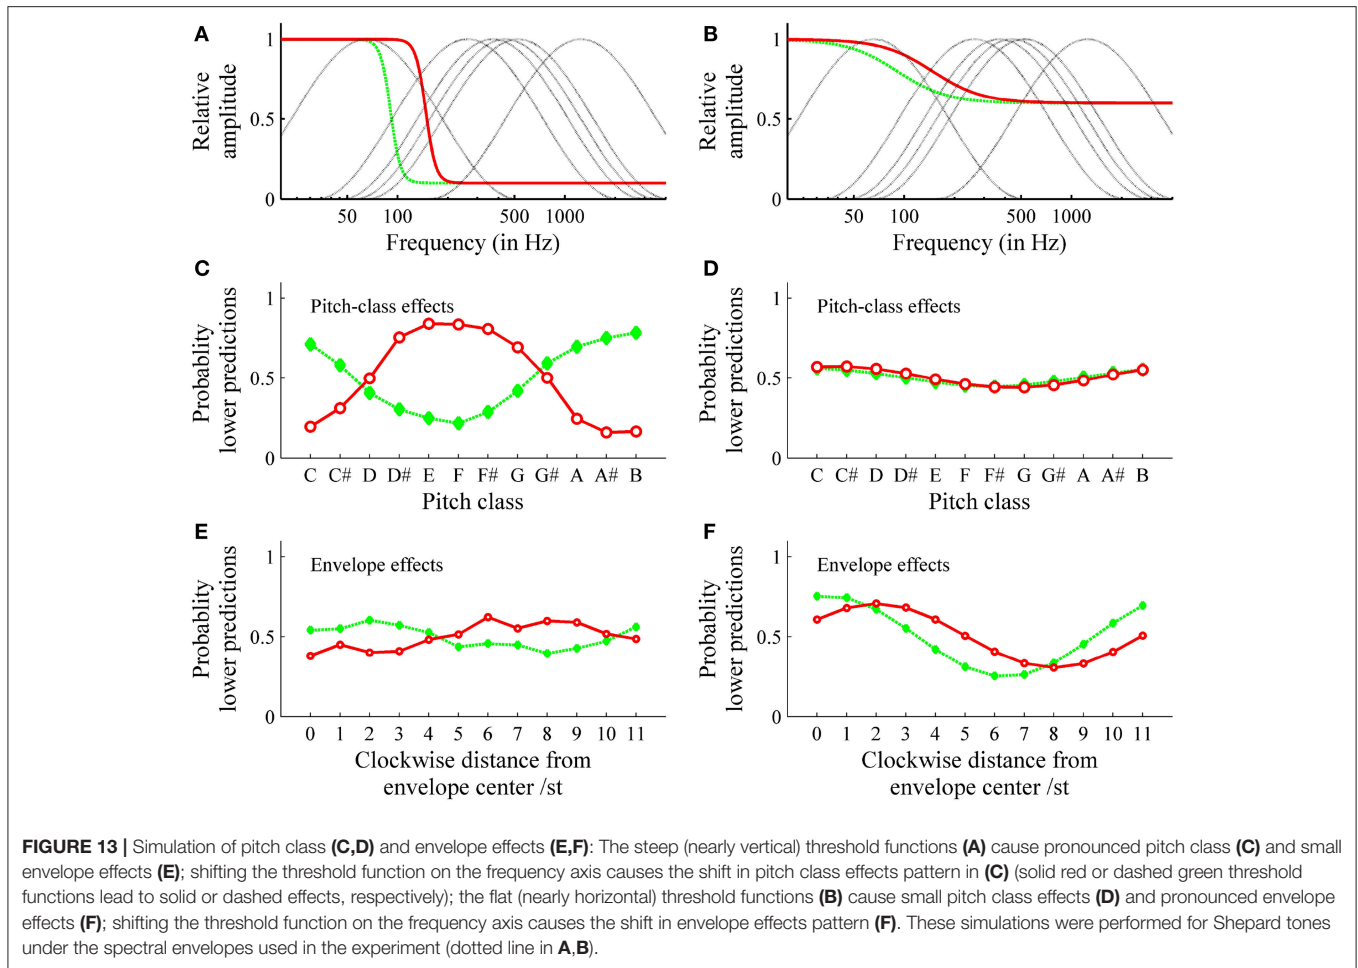 A
Relative
amplitude
1
0.5
0
50 100 500 1000
Frequency (in Hz)
B
Relative
amplitude
1
0.5
0
50 100 500 1000
Frequency (in Hz)
C
Probablity
lower predictions
1
0.5
0
Pitch-class effects
C C# D D# E F F# G G# A A# B
Pitch class
D
Probablity
lower predictions
1
0.5
0
Pitch-class effects
C C# D D# E F F# G G# A A# B
Pitch class
E
Probablity
lower predictions
1
0.5
0
Envelope effects
0 1 2 3 4 5 6 7 8 9 10 11
Clockwise distance from
envelope center /st
F
Probablity
lower predictions
1
0.5
0
Envelope effects
0 1 2 3 4 5 6 7 8 9 10 11
Clockwise distance from
envelope center /st
FIGURE 13 | Simulation of pitch class (C,D) and envelope effects (E,F): The steep (nearly vertical) threshold functions (A) cause pronounced pitch class (C) and small
envelope effects (E); shifting the threshold function on the frequency axis causes the shift in pitch class effects pattern in (C) (solid red or dashed green threshold
functions lead to solid or dashed effects, respectively); the flat (nearly horizontal) threshold functions (B) cause small pitch class effects (D) and pronounced envelope
effects (F); shifting the threshold function on the frequency axis causes the shift in envelope effects pattern (F). These simulations were performed for Shepard tones
under the spectral envelopes used in the experiment (dotted line in A,B).